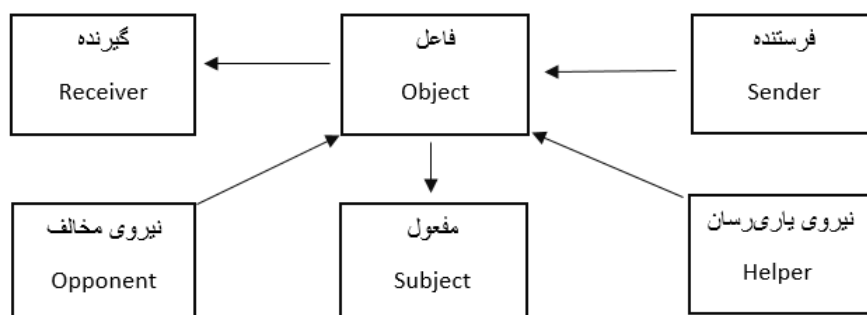 فرستنده
Sender
فاعل
Object
گیرنده
Receiver
نیروی یاری‌رسان
Helper
مفعول
Subject
نیروی مخالف
Opponent